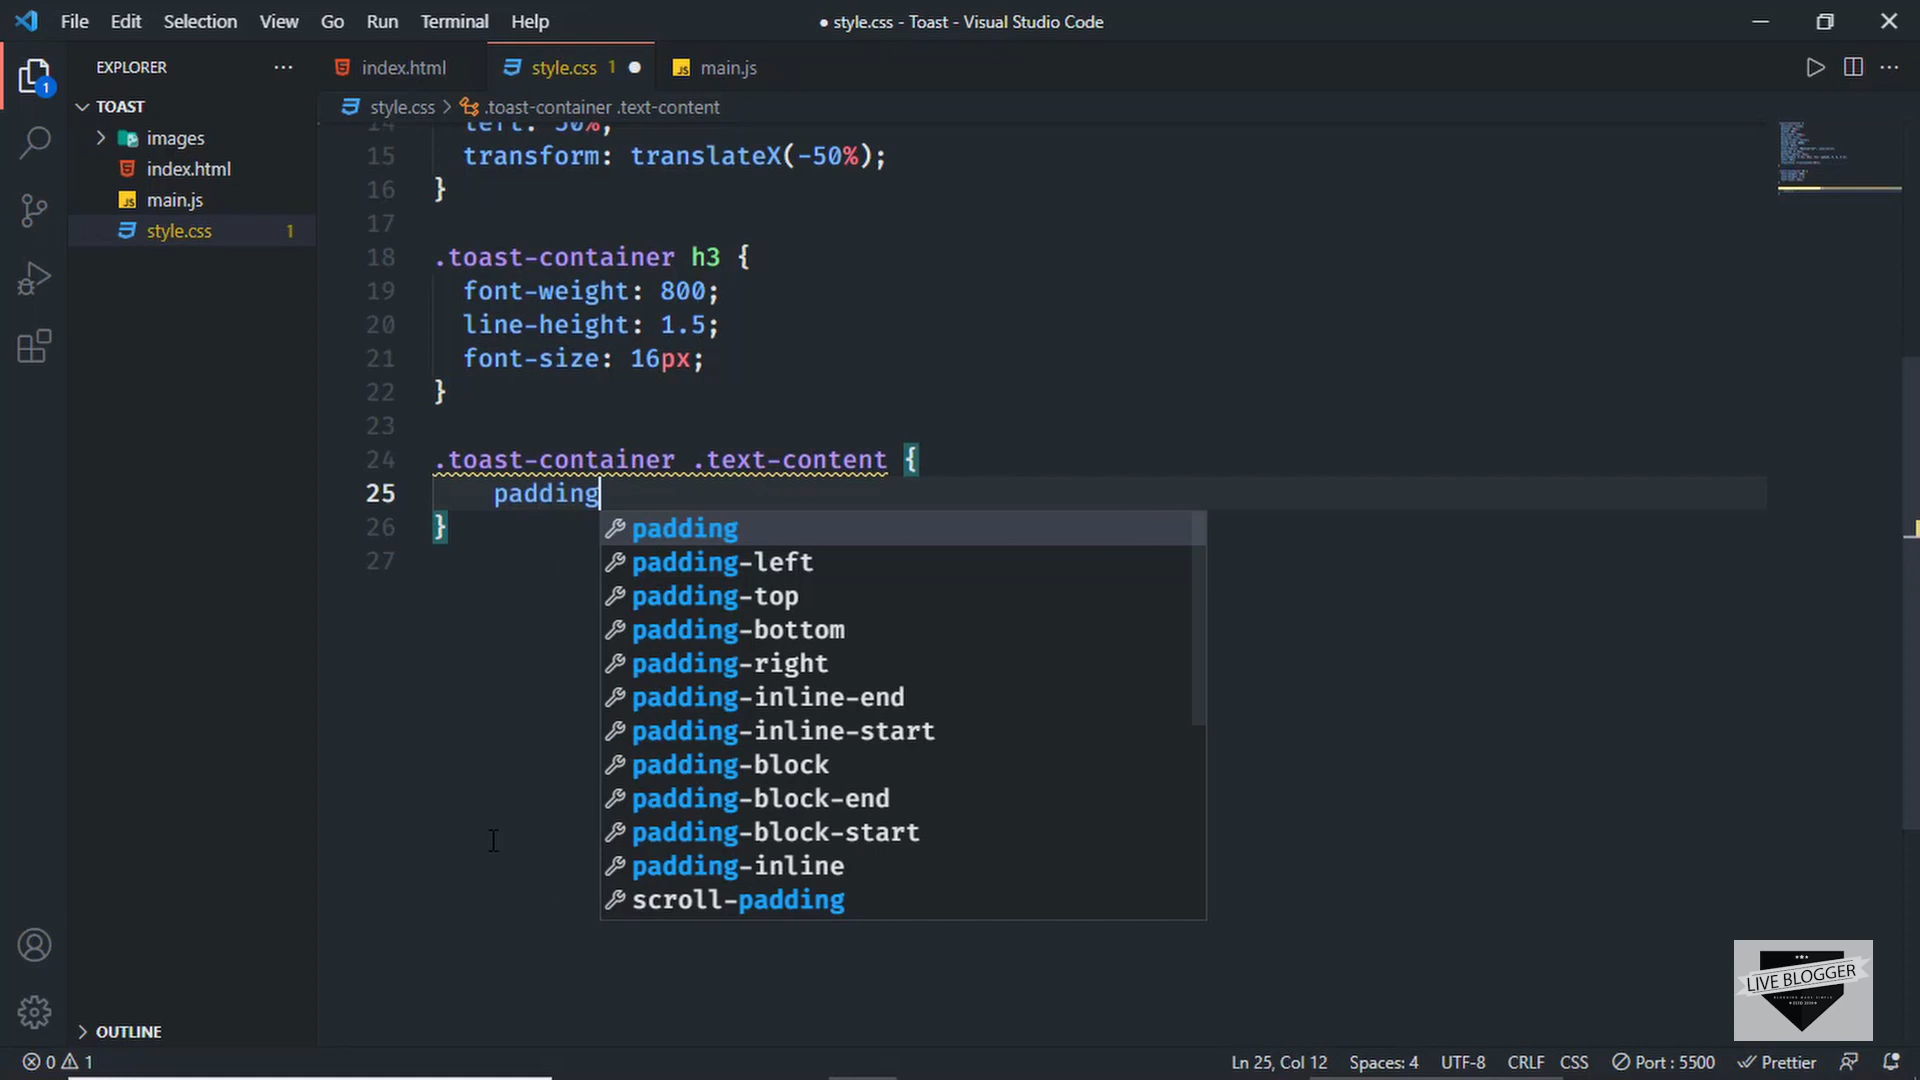 File Edit Selection View Go Run Terminal Help
● style.css - Toast - Visual Studio Code
EXPLORER
index.html
style.css 1
JS main.js
1
TOAST
style.css > .toast-container .text-content
images
index.html
JS main.js
style.css 1
14 left: 50%;
15 transform: translateX(-50%);
16 }
17
18 .toast-container h3 {
19 font-weight: 800;
20 line-height: 1.5;
21 font-size: 16px;
22 }
23
24 .toast-container .text-content {
25 padding
26 }
27
padding
padding-left
padding-top
padding-bottom
padding-right
padding-inline-end
padding-inline-start
padding-block
padding-block-end
padding-block-start
padding-inline
scroll-padding
LIVE BLOGGER
OUTLINE
0 1
Ln 25, Col 12 Spaces: 4 UTF-8 CRLF CSS Port : 5500 Prettier